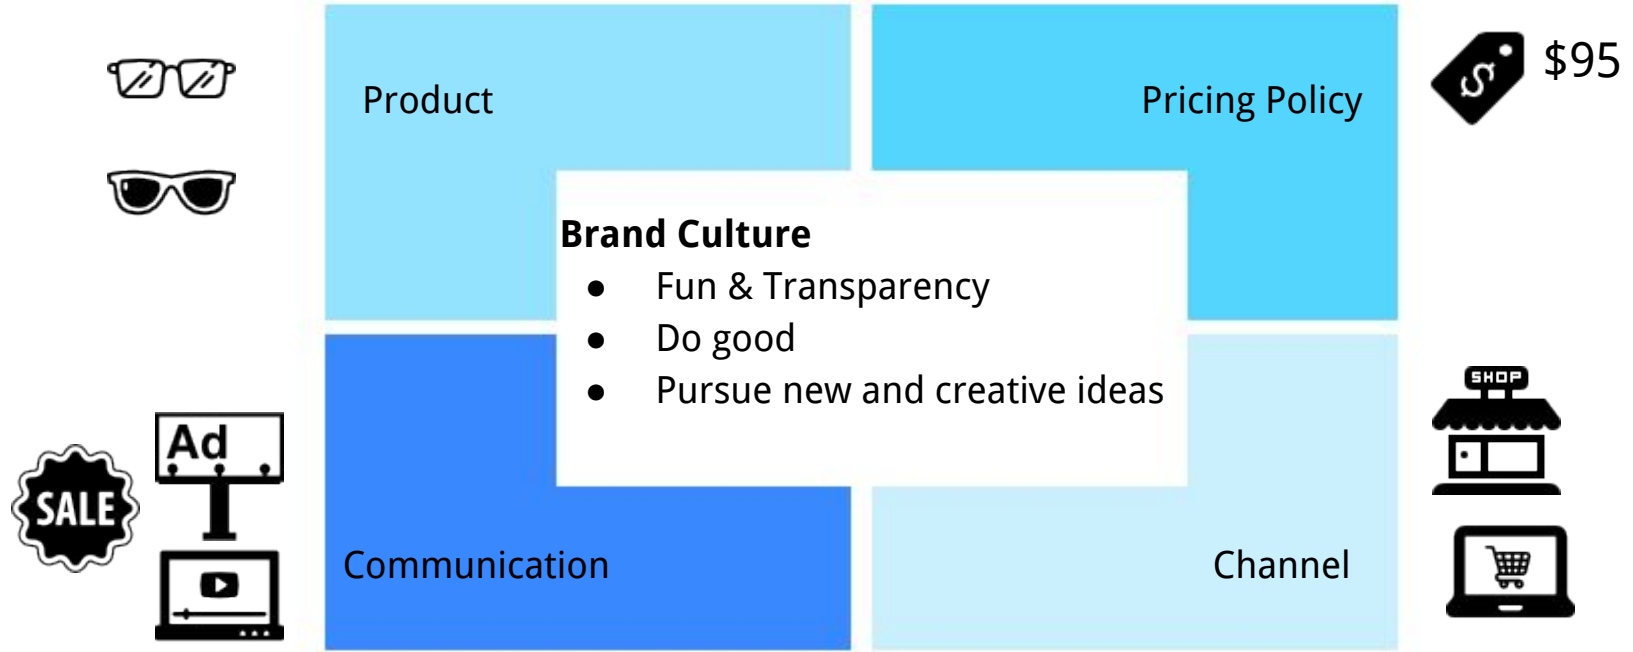 Product
Pricing Policy
$
$95
Brand Culture
● Fun & Transparency
● Do good
● Pursue new and creative ideas
SHOP
Ad
SALE
Communication
Channel